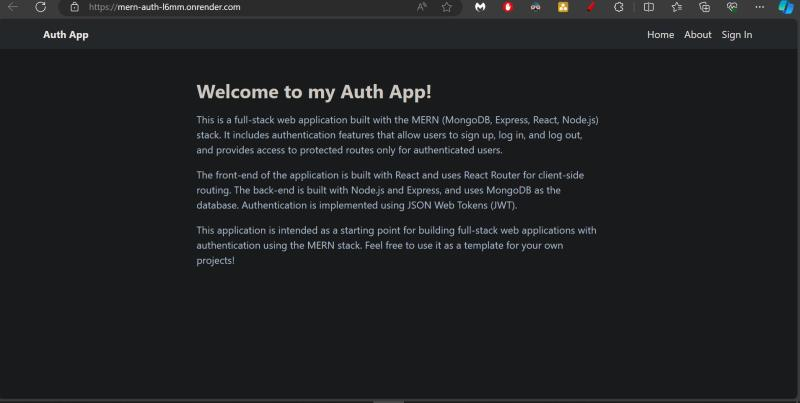 https://mern-auth-l6mm.onrender.com
Auth App
Home About Sign In
Welcome to my Auth App!
This is a full-stack web application built with the MERN (MongoDB, Express, React, Node.js)
stack. It includes authentication features that allow users to sign up, log in, and log out,
and provides access to protected routes only for authenticated users.
The front-end of the application is built with React and uses React Router for client-side
routing. The back-end is built with Node.js and Express, and uses MongoDB as the
database. Authentication is implemented using JSON Web Tokens (JWT).
This application is intended as a starting point for building full-stack web applications with
authentication using the MERN stack. Feel free to use it as a template for your own
projects!